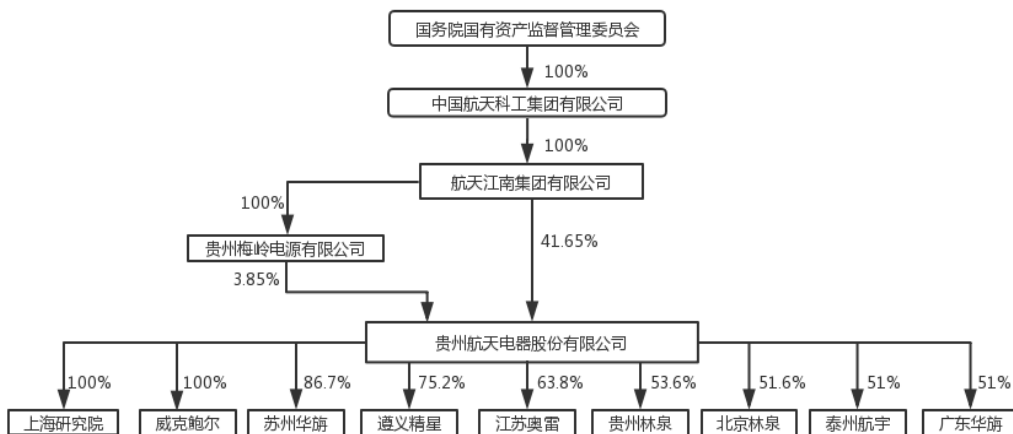 国务院国有资产监督管理委员会
100%
中国航天科工集团有限公司
100%
航天江南集团有限公司
100%
41.65%
贵州梅岭电源有限公司
3.85%
贵州航天电器股份有限公司
100%
100%
86.7%
75.2%
63.8%
53.6%
51.6%
51%
51%
上海研究院
威克鲍尔
苏州华旃
遵义精星
江苏奥雷
贵州林泉
北京林泉
泰州航宇
广东华旃